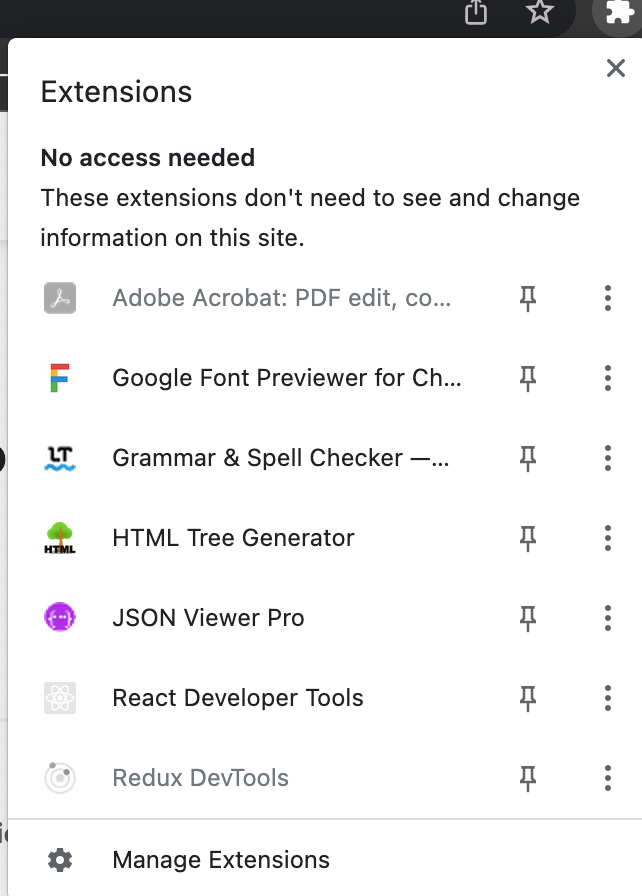 Extensions
No access needed
These extensions don't need to see and change
information on this site.
Adobe Acrobat: PDF edit, co...
Google Font Previewer for Ch...
LT
Grammar & Spell Checker —...
HTML
HTML Tree Generator
JSON Viewer Pro
React Developer Tools
Redux DevTools
Manage Extensions